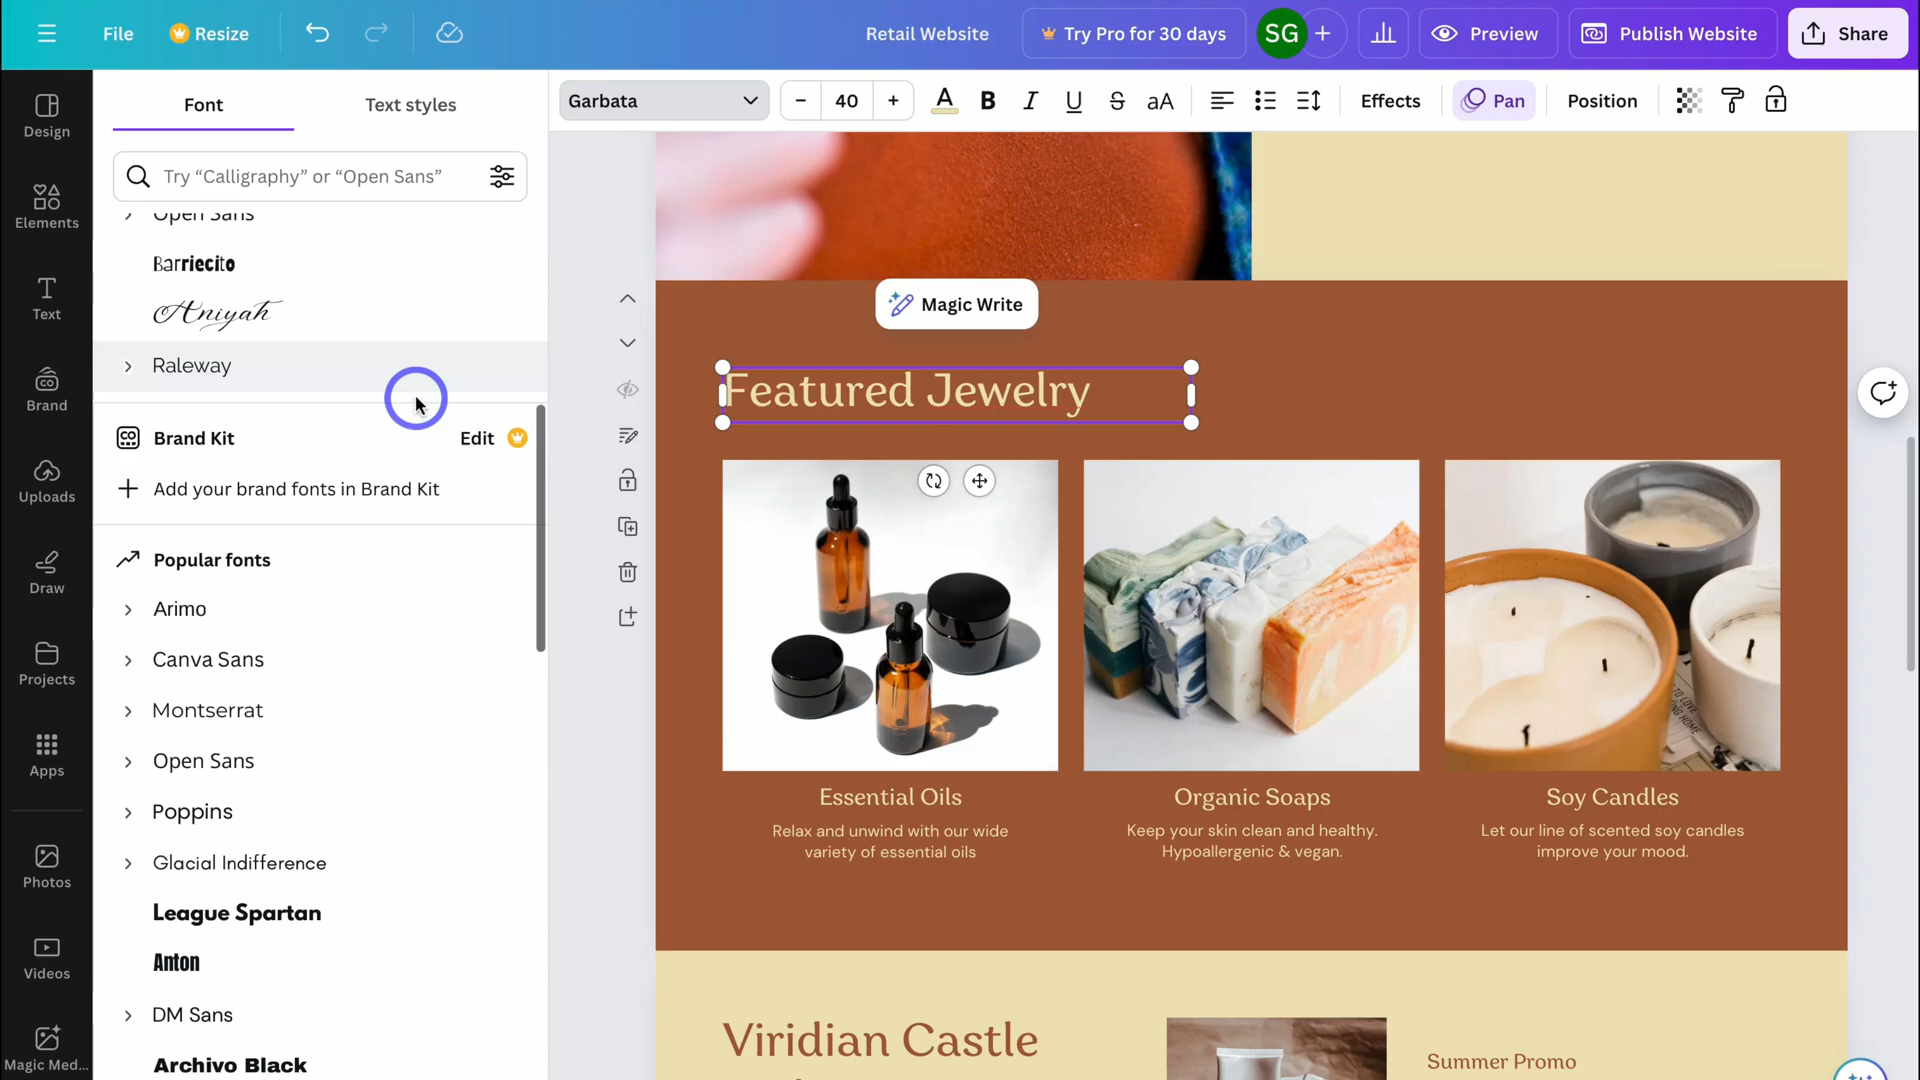 File
Resize
Retail Website
Try Pro for 30 days
SG
Preview
Publish Website
Share
Design
Elements
Text
Brand
Uploads
Draw
Projects
Apps
Photos
Videos
Magic Med...
Font
Text styles
Try “Calligraphy” or “Open Sans”
Open Sans
Barriecito
Aniyah
Raleway
Brand Kit
Edit
Add your brand fonts in Brand Kit
Popular fonts
Arimo
Canva Sans
Montserrat
Open Sans
Poppins
Glacial Indifference
League Spartan
Anton
DM Sans
Archivo Black
Garbata
40
A
B
I
U
S
aA
Effects
Pan
Position
Magic Write
Featured Jewelry
Essential Oils
Relax and unwind with our wide
variety of essential oils
Organic Soaps
Keep your skin clean and healthy.
Hypoallergenic & vegan.
Soy Candles
Let our line of scented soy candles
improve your mood.
Viridian Castle
Summer Promo